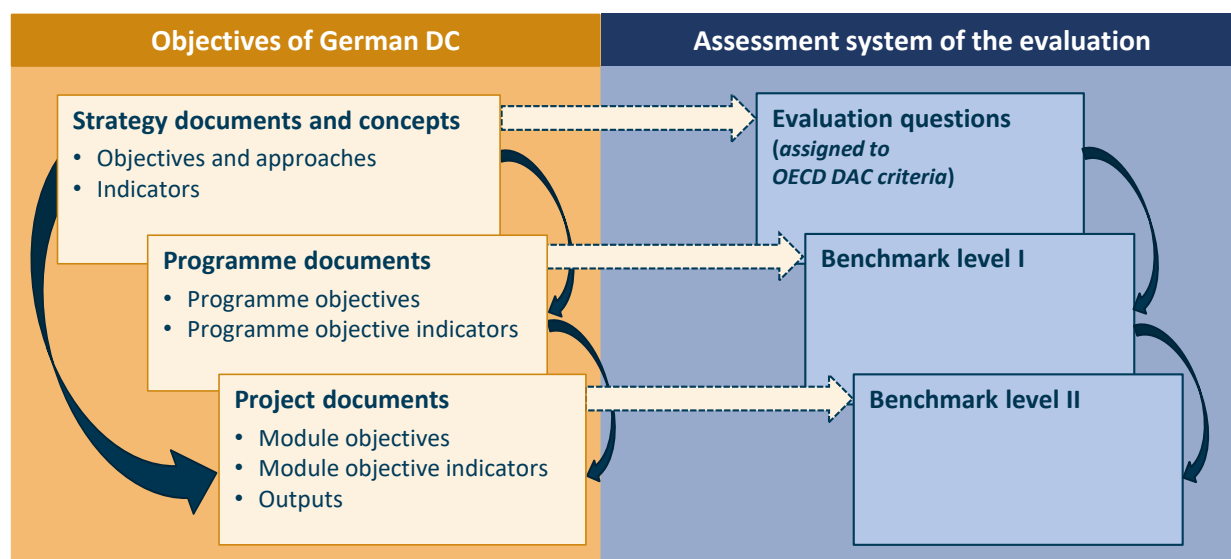 Objectives of German DC
Assessment system of the evaluation
Strategy documents and concepts
• Objectives and approaches
• Indicators
Programme documents
• Programme objectives
• Programme objective indicators
Project documents
• Module objectives
• Module objective indicators
• Outputs
Evaluation questions
(assigned to
OECD DAC criteria)
Benchmark level I
Benchmark level II